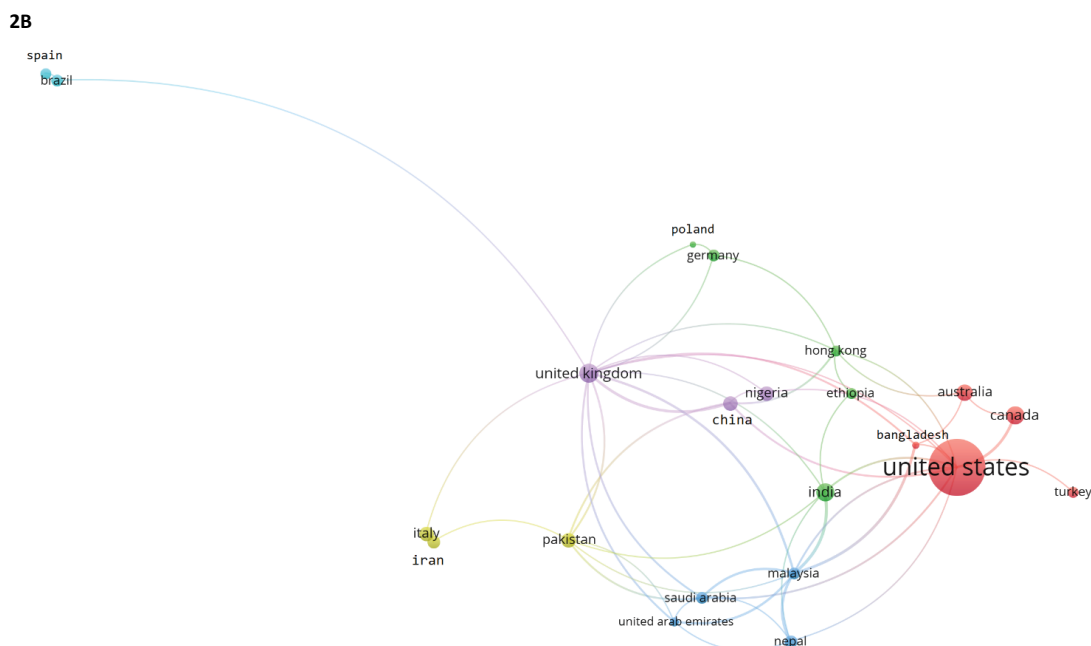 2B
spain
brazil
poland
germany
hong kong
united kingdom
nigeria
ethiopia
australia
china
canada
bangladesh
united states
india
turkey
italy
pakistan
iran
malaysia
saudi arabia
united arab emirates
nepal